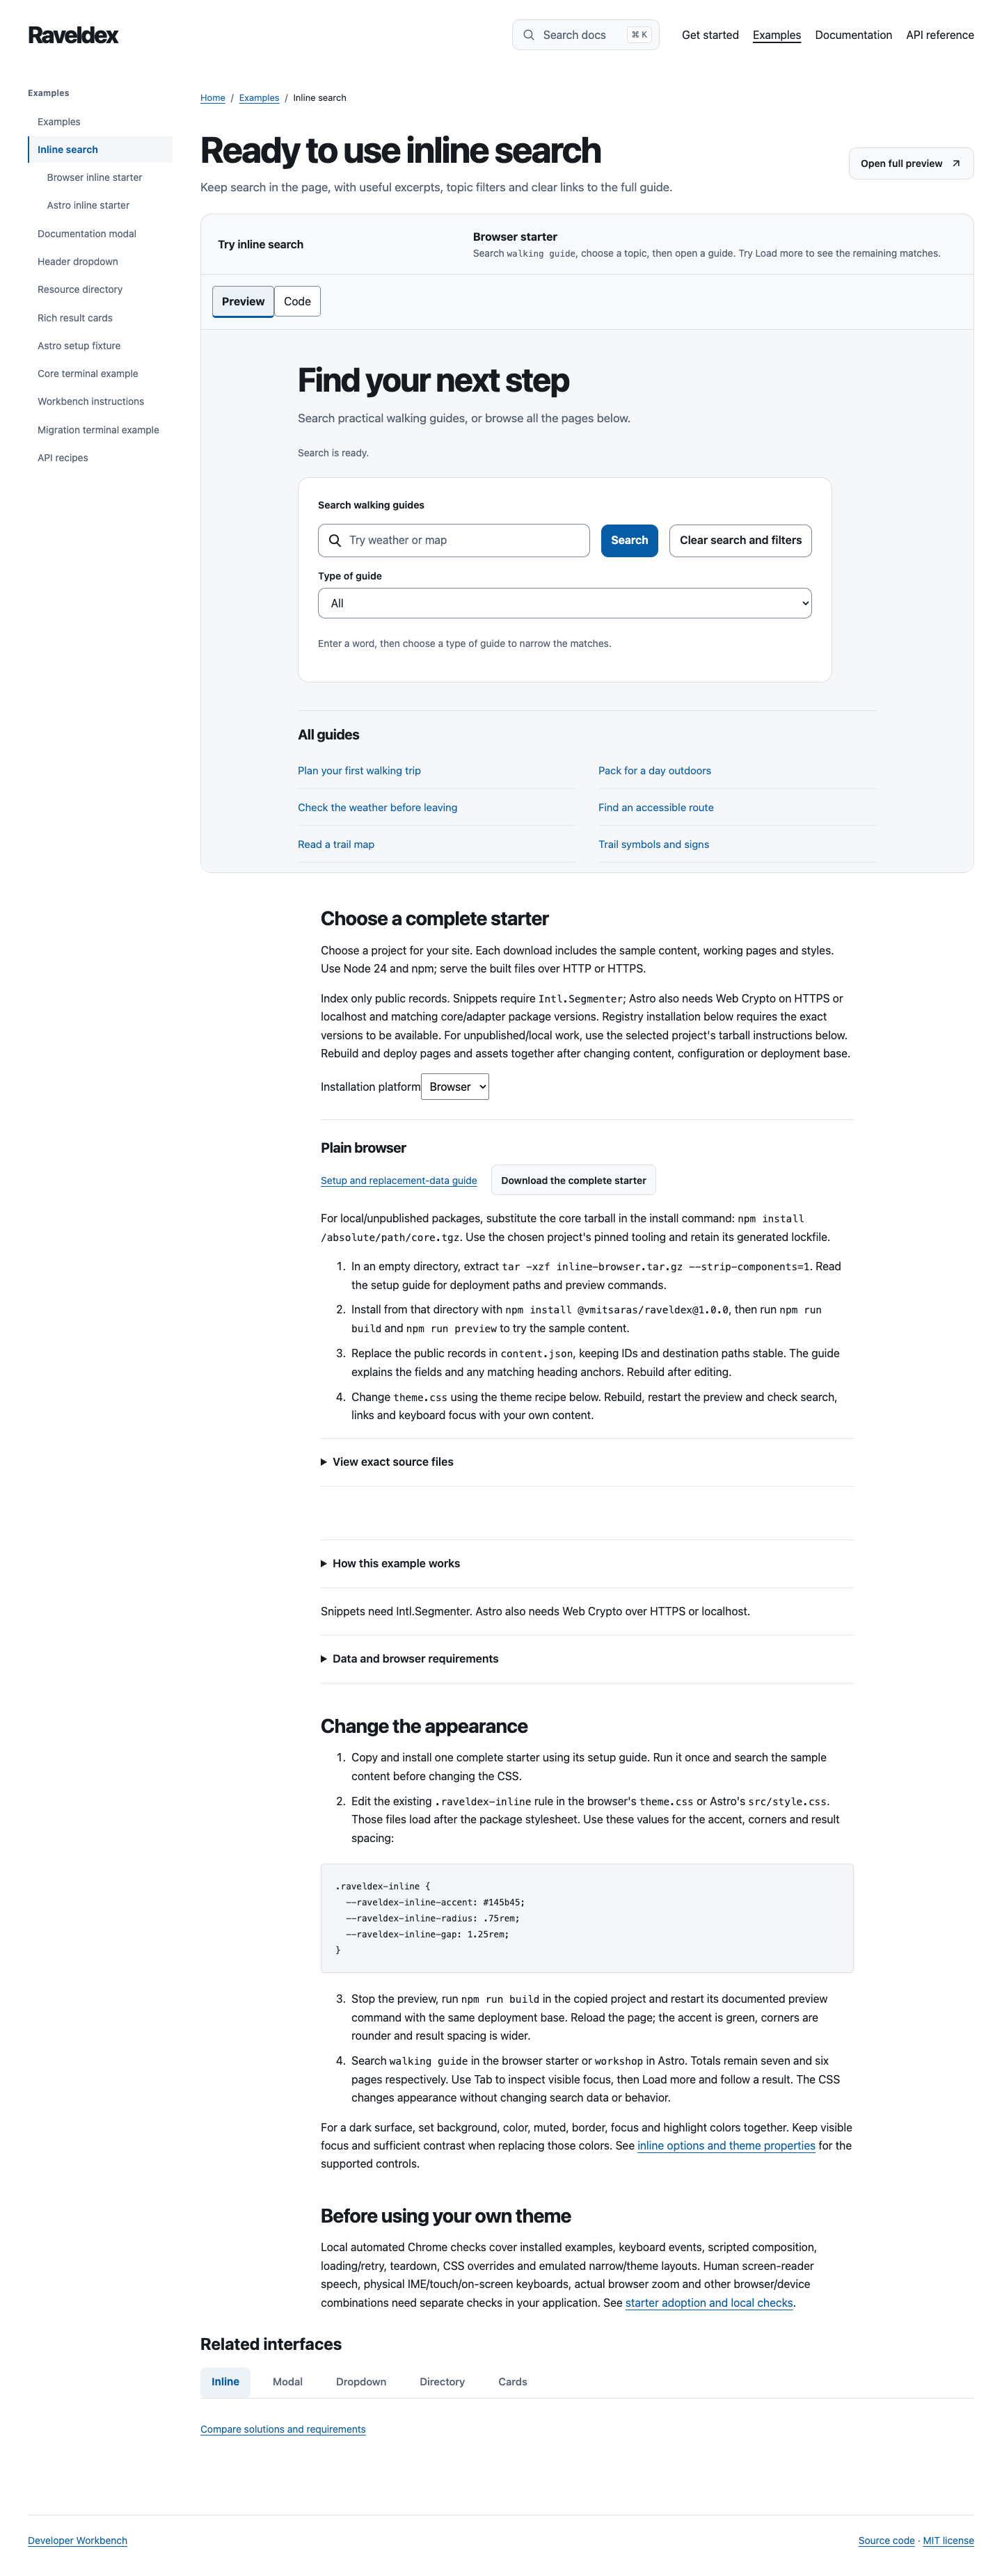 Raveldex
Search docs
⌘ K
Get started
Examples
Documentation
API reference
Examples
Examples
Inline search
Browser inline starter
Astro inline starter
Documentation modal
Header dropdown
Resource directory
Rich result cards
Astro setup fixture
Core terminal example
Workbench instructions
Migration terminal example
API recipes
Home / Examples / Inline search
Ready to use inline search
Keep search in the page, with useful excerpts, topic filters and clear links to the full guide.
Open full preview
Try inline search
Browser starter
Search walking guide, choose a topic, then open a guide. Try Load more to see the remaining matches.
Preview
Code
Find your next step
Search practical walking guides, or browse all the pages below.
Search is ready.
Search walking guides
Try weather or map
Search
Clear search and filters
Type of guide
All
Enter a word, then choose a type of guide to narrow the matches.
All guides
Plan your first walking trip
Pack for a day outdoors
Check the weather before leaving
Find an accessible route
Read a trail map
Trail symbols and signs
Choose a complete starter
Choose a project for your site. Each download includes the sample content, working pages and styles.
Use Node 24 and npm; serve the built files over HTTP or HTTPS.
Index only public records. Snippets require Intl.Segmenter; Astro also needs Web Crypto on HTTPS or
localhost and matching core/adapter package versions. Registry installation below requires the exact
versions to be available. For unpublished/local work, use the selected project's tarball instructions below.
Rebuild and deploy pages and assets together after changing content, configuration or deployment base.
Installation platform Browser
Plain browser
Setup and replacement-data guide
Download the complete starter
For local/unpublished packages, substitute the core tarball in the install command: npm install
/absolute/path/core.tgz. Use the chosen project's pinned tooling and retain its generated lockfile.
1. In an empty directory, extract tar -xzf inline-browser.tar.gz --strip-components=1. Read
the setup guide for deployment paths and preview commands.
2. Install from that directory with npm install @vmitsaras/raveldex@1.0.0, then run npm run
build and npm run preview to try the sample content.
3. Replace the public records in content.json, keeping IDs and destination paths stable. The guide
explains the fields and any matching heading anchors. Rebuild after editing.
4. Change theme.css using the theme recipe below. Rebuild, restart the preview and check search,
links and keyboard focus with your own content.
View exact source files
How this example works
Snippets need Intl.Segmenter. Astro also needs Web Crypto over HTTPS or localhost.
Data and browser requirements
Change the appearance
1. Copy and install one complete starter using its setup guide. Run it once and search the sample
content before changing the CSS.
2. Edit the existing .raveldex-inline rule in the browser's theme.css or Astro's src/style.css.
Those files load after the package stylesheet. Use these values for the accent, corners and result
spacing:
.raveldex-inline {
--raveldex-inline-accent: #145b45;
--raveldex-inline-radius: .75rem;
--raveldex-inline-gap: 1.25rem;
}
3. Stop the preview, run npm run build in the copied project and restart its documented preview
command with the same deployment base. Reload the page; the accent is green, corners are
rounder and result spacing is wider.
4. Search walking guide in the browser starter or workshop in Astro. Totals remain seven and six
pages respectively. Use Tab to inspect visible focus, then Load more and follow a result. The CSS
changes appearance without changing search data or behavior.
For a dark surface, set background, color, muted, border, focus and highlight colors together. Keep visible
focus and sufficient contrast when replacing those colors. See inline options and theme properties for the
supported controls.
Before using your own theme
Local automated Chrome checks cover installed examples, keyboard events, scripted composition,
loading/retry, teardown, CSS overrides and emulated narrow/theme layouts. Human screen-reader
speech, physical IME/touch/on-screen keyboards, actual browser zoom and other browser/device
combinations need separate checks in your application. See starter adoption and local checks.
Related interfaces
Inline
Modal
Dropdown
Directory
Cards
Compare solutions and requirements
Developer Workbench
Source code · MIT license